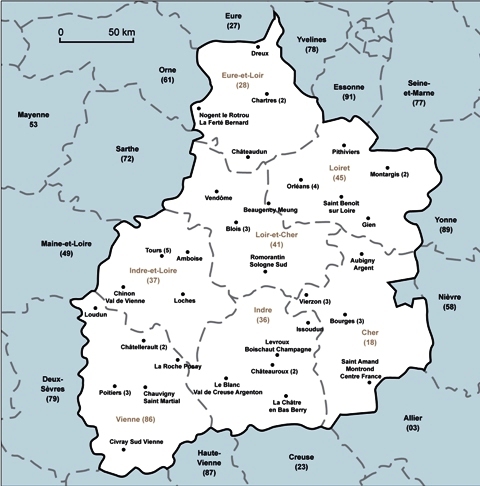 Eure
(27)
Yvelines
(78)
0 50 km
Dreux
Orne
(61)
Eure-et-Loir
(28)
Essonne
(91)
Seine-
et-Marne
(77)
Chartres (2)
Mayenne
53
Nogent le Rotrou
La Ferté Bernard
Sarthe
(72)
Châteaudun
Pithiviers
Loiret
(45)
Montargis (2)
Orléans (4)
Vendôme
Saint Benoît
sur Loire
Beaugency Meung
Gien
Yonne
(89)
Blois (3)
Loir-et-Cher
(41)
Maine-et-Loire
(49)
Tours (5)
Amboise
Romorantin
Sologne Sud
Aubigny
Argent
Indre-et-Loire
(37)
Chinon
Val de Vienne
Loches
Vierzon (3)
Nièvre
(58)
Loudun
Indre
(36)
Issoudun
Bourges (3)
Cher
(18)
Châtellerault (2)
Levroux
Boischaut Champagne
La Roche Posay
Châteauroux (2)
Saint Amand
Montrond
Centre France
Deux-
Sèvres
(79)
Poitiers (3)
Chauvigny
Saint Martial
Le Blanc
Val de Creuse Argenton
La Châtre
en Bas Berry
Vienne (86)
Allier
(03)
Civray Sud Vienne
Haute-
Vienne
(87)
Creuse
(23)